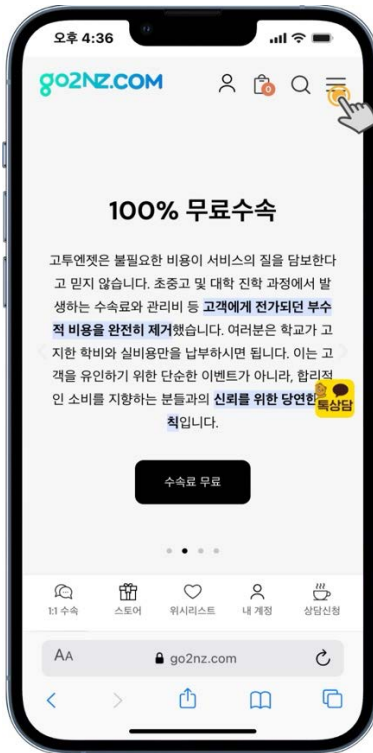 오후 4:36
go2NZ.COM
0
100% 무료수속
고투엔젯은 불필요한 비용이 서비스의 질을 담보한다
고 믿지 않습니다. 초중고 및 대학 진학 과정에서 발
생하는 수속료와 관리비 등 고객에게 전가되던 부수
적 비용을 완전히 제거했습니다. 여러분은 학교가 고
지한 학비와 실비용만을 납부하시면 됩니다. 이는 고
객을 유인하기 위한 단순한 이벤트가 아니라, 합리적
인 소비를 지향하는 분들과의 신뢰를 위한 당연한
칙입니다.
톡상담
수속료 무료
1:1 수속 스토어 위시리스트 내 계정 상담신청
AA go2nz.com